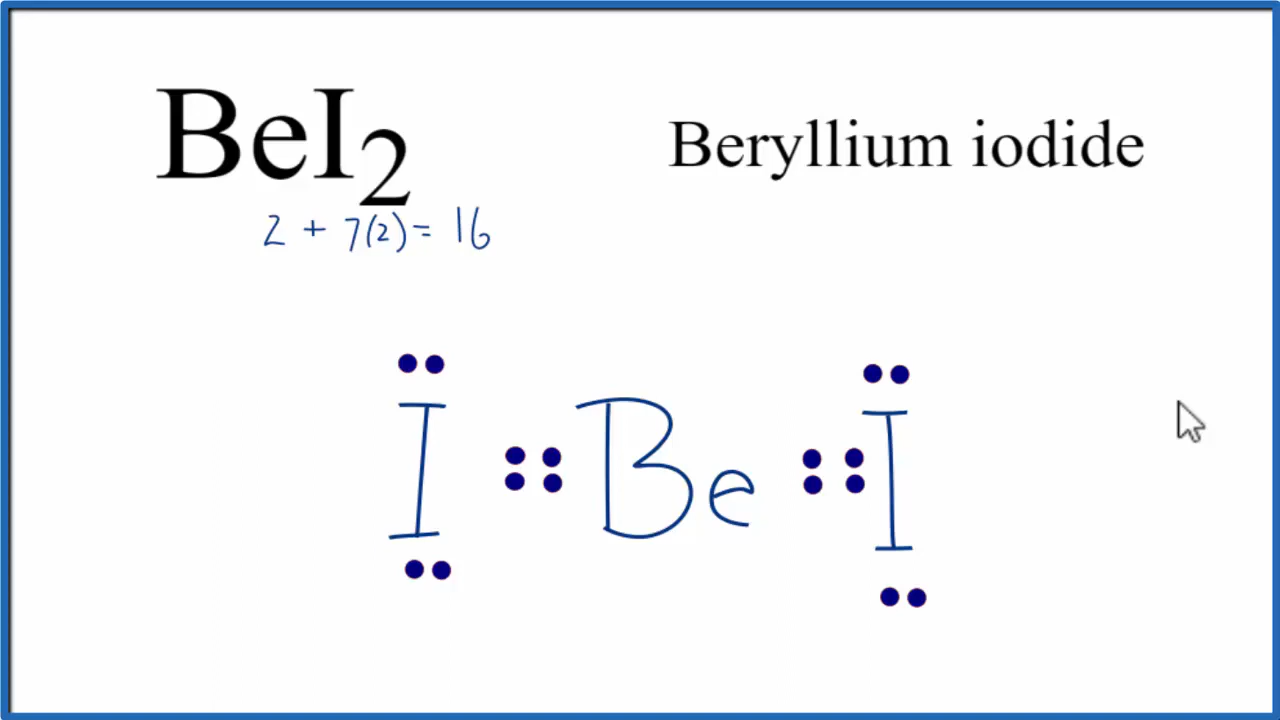 BeI2
Beryllium iodide
2 + 7(2) = 16
I Be I